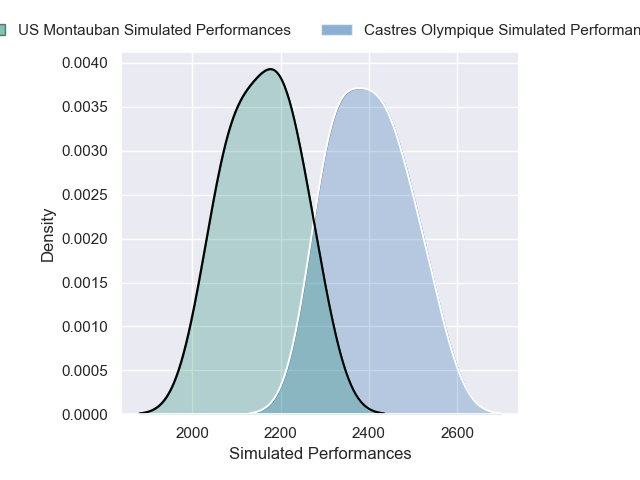 US Montauban Simulated Performances
Castres Olympique Simulated Performan
0.0040
0.0035
0.0030
0.0025
0.0020
0.0015
0.0010
0.0005
0.0000
Density
2000 2200 2400 2600
Simulated Performances